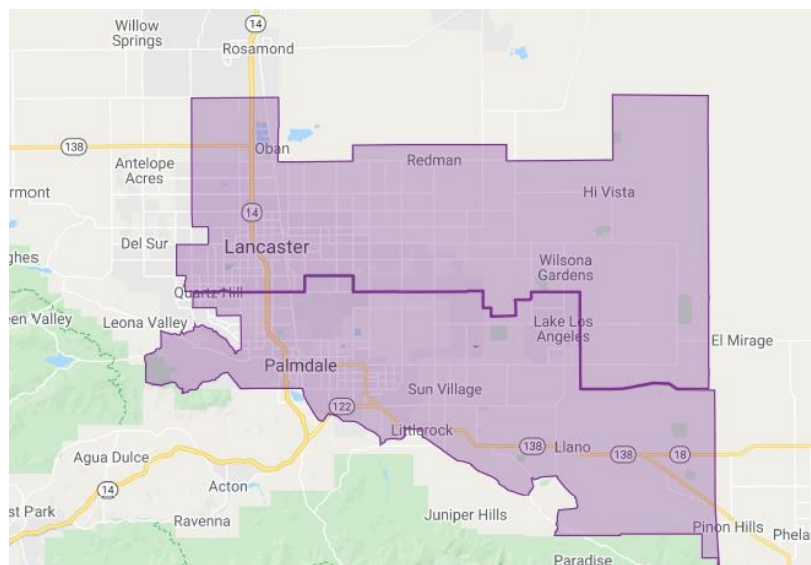 Willow
Springs
14
Rosamond
138
Oban
Antelope
Acres
Redman
Hi Vista
rmont
14
Del Sur
Lancaster
ghes
Wilsona
Gardens
Quartz Hill
een Valley
Leona Valley
Lake Los
Angeles
El Mirage
Palmdale
Sun Village
122
Littlerock
138
Llano
138
18
Agua Dulce
14
Acton
st Park
Ravenna
Juniper Hills
Pinon Hills
Phela
Paradise